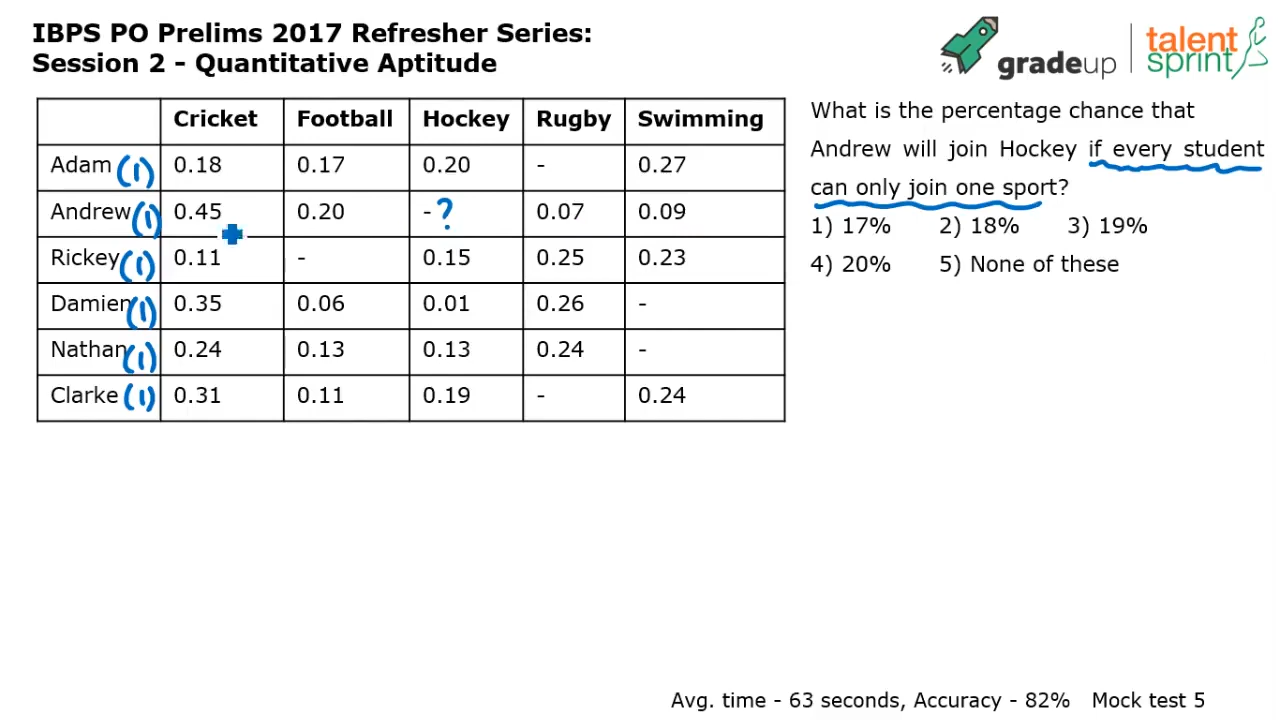 IBPS PO Prelims 2017 Refresher Series:
Session 2 - Quantitative Aptitude
gradeup
talent
sprint
Cricket Football Hockey Rugby Swimming
Adam (1) 0.18 0.17 0.20 - 0.27
Andrew (1) 0.45 0.20 - ? 0.07 0.09
Rickey (1) 0.11 - 0.15 0.25 0.23
Damien (1) 0.35 0.06 0.01 0.26 -
Nathan (1) 0.24 0.13 0.13 0.24 -
Clarke (1) 0.31 0.11 0.19 - 0.24
What is the percentage chance that
Andrew will join Hockey if every student
can only join one sport?
1) 17% 2) 18% 3) 19%
4) 20% 5) None of these
Avg. time - 63 seconds, Accuracy - 82% Mock test 5